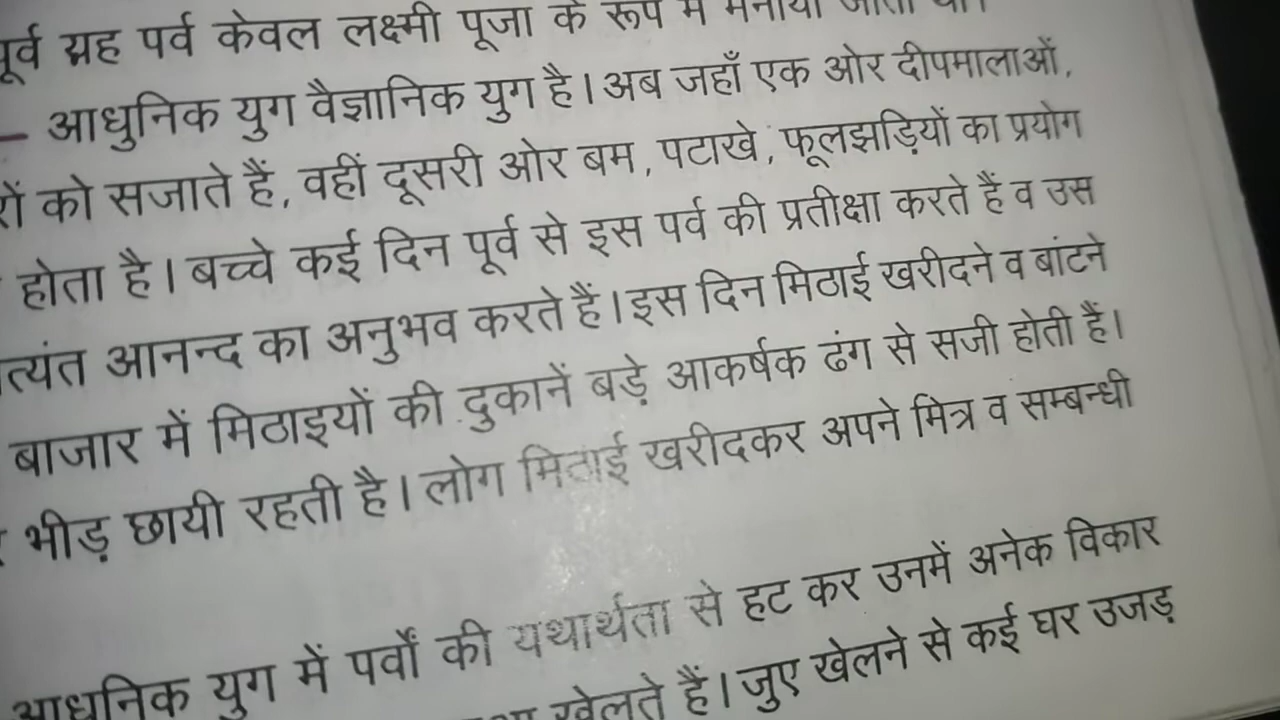 पूर्व यह पर्व केवल लक्ष्मी पूजा के रूप में मनाया जाता था।
— आधुनिक युग वैज्ञानिक युग है। अब जहाँ एक ओर दीपमालाओं,
को सजाते हैं, वहीं दूसरी ओर बम, पटाखे, फूलझड़ियों का प्रयोग
होता है। बच्चे कई दिन पूर्व से इस पर्व की प्रतीक्षा करते हैं व उस
आनन्द का अनुभव करते हैं। इस दिन मिठाई खरीदने व बांटने
बाजार में मिठाइयों की दुकानें बड़े आकर्षक ढंग से सजी होती हैं।
भीड़ छायी रहती है। लोग मिठाई खरीदकर अपने मित्र व सम्बन्धी
आधुनिक युग में पर्वों की यथार्थता से हट कर उनमें अनेक विकार
खेलते हैं। जुए खेलने से कई घर उजड़